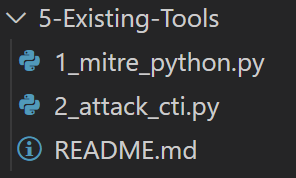 5-Existing-Tools
1_mitre_python.py
2_attack_cti.py
README.md